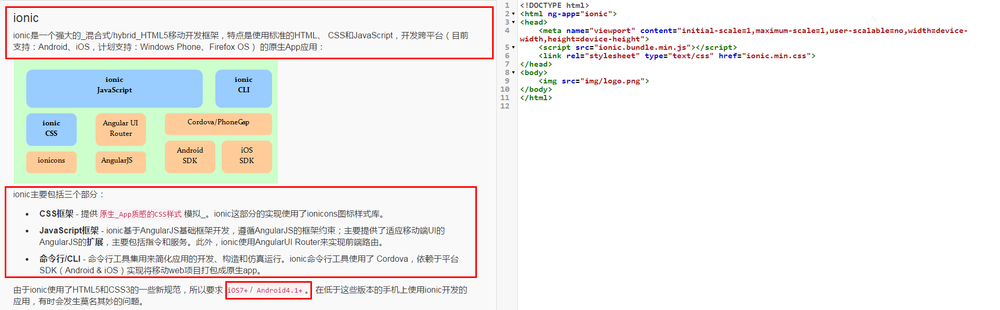 ionic
ionic是一个强大的_混合式/hybrid_HTML5移动开发框架，特点是使用标准的HTML、 CSS和JavaScript，开发跨平台（目前
支持：Android、iOS，计划支持：Windows Phone、Firefox OS ）的原生App应用：
ionic
JavaScript
ionic
CLI
ionic
CSS
Angular UI
Router
Cordova/PhoneGap
Android
SDK
iOS
SDK
ionicons
AngularJS
ionic主要包括三个部分：
• CSS框架 - 提供 原生_App质感的CSS样式 模拟_。ionic这部分的实现使用了ionicons图标样式库。
• JavaScript框架 - ionic基于AngularJS基础框架开发，遵循AngularJS的框架约束；主要提供了适应移动端UI的
AngularJS的扩展，主要包括指令和服务。此外，ionic使用AngularUI Router来实现前端路由。
• 命令行/CLI - 命令行工具集用来简化应用的开发、构造和仿真运行。ionic命令行工具使用了 Cordova，依赖于平台
SDK（Android & iOS）实现将移动web项目打包成原生app。
由于ionic使用了HTML5和CSS3的一些新规范，所以要求 iOS7+ / Android4.1+ 。 在低于这些版本的手机上使用ionic开发的
应用，有时会发生莫名其妙的问题。
1 <!DOCTYPE html>
2 <html ng-app="ionic">
3 <head>
4 <meta name="viewport" content="initial-scale=1,maximum-scale=1,user-scalable=no,width=device-
width,height=device-height">
5 <script src="ionic.bundle.min.js"></script>
6 <link rel="stylesheet" type="text/css" href="ionic.min.css">
7 </head>
8 <body>
9 <img src="img/logo.png">
10 </body>
11 </html>
12